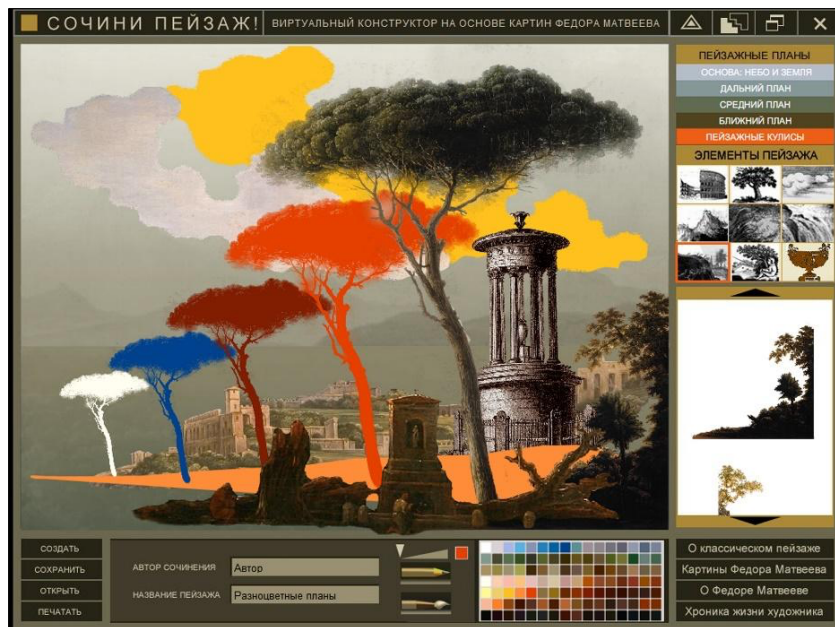 СОЧИНИ ПЕЙЗАЖ!
ВИРТУАЛЬНЫЙ КОНСТРУКТОР НА ОСНОВЕ КАРТИН ФЕДОРА МАТВЕЕВА
ПЕЙЗАЖНЫЕ ПЛАНЫ
ОСНОВА: НЕБО И ЗЕМЛЯ
ДАЛЬНИЙ ПЛАН
СРЕДНИЙ ПЛАН
БЛИЖНИЙ ПЛАН
ПЕЙЗАЖНЫЕ КУЛИСЫ
ЭЛЕМЕНТЫ ПЕЙЗАЖА
СОЗДАТЬ
СОХРАНИТЬ
ОТКРЫТЬ
ПЕЧАТАТЬ
АВТОР СОЧИНЕНИЯ
Автор
НАЗВАНИЕ ПЕЙЗАЖА
Разноцветные планы
О классическом пейзаже
Картины Федора Матвеева
О Федоре Матвееве
Хроника жизни художника